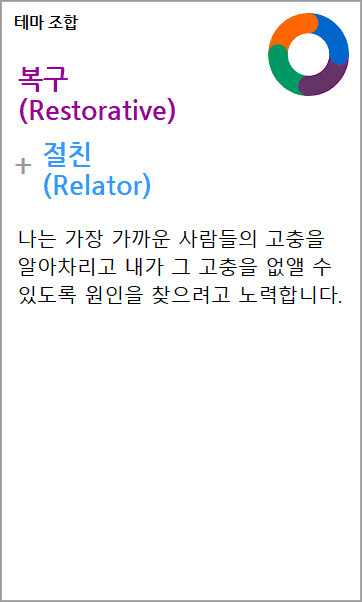 테마 조합
복구
(Restorative)
+ 절친
(Relator)
나는 가장 가까운 사람들의 고충을
알아차리고 내가 그 고충을 없앨 수
있도록 원인을 찾으려고 노력합니다.